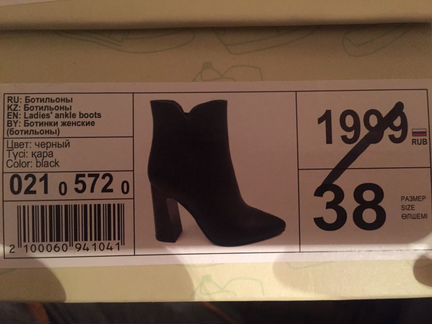 RU: Ботильоны
KZ: Ботильоны
EN: Ladies' ankle boots
BY: Ботинки женские
(ботильоны)
Цвет: черный
Түсі: қара
Color: black
021 0 572 0
2 100060 941041
1999
RUB
38
РАЗМЕР
SIZE
ӨЛШЕМІ